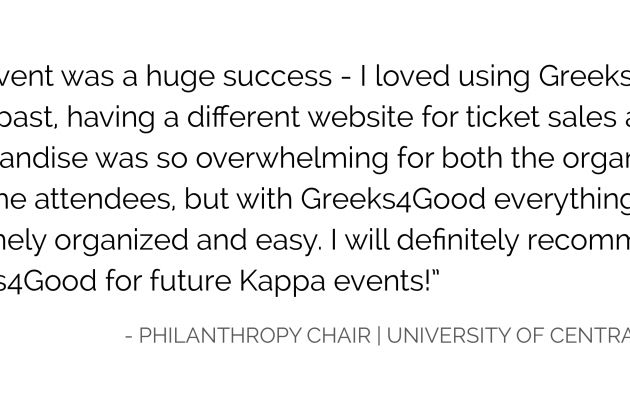 vent was a huge success - I loved using Greeks
past, having a different website for ticket sales a
andise was so overwhelming for both the organ
he attendees, but with Greeks4Good everything
nely organized and easy. I will definitely recomm
s4Good for future Kappa events!”
- PHILANTHROPY CHAIR | UNIVERSITY OF CENTRA